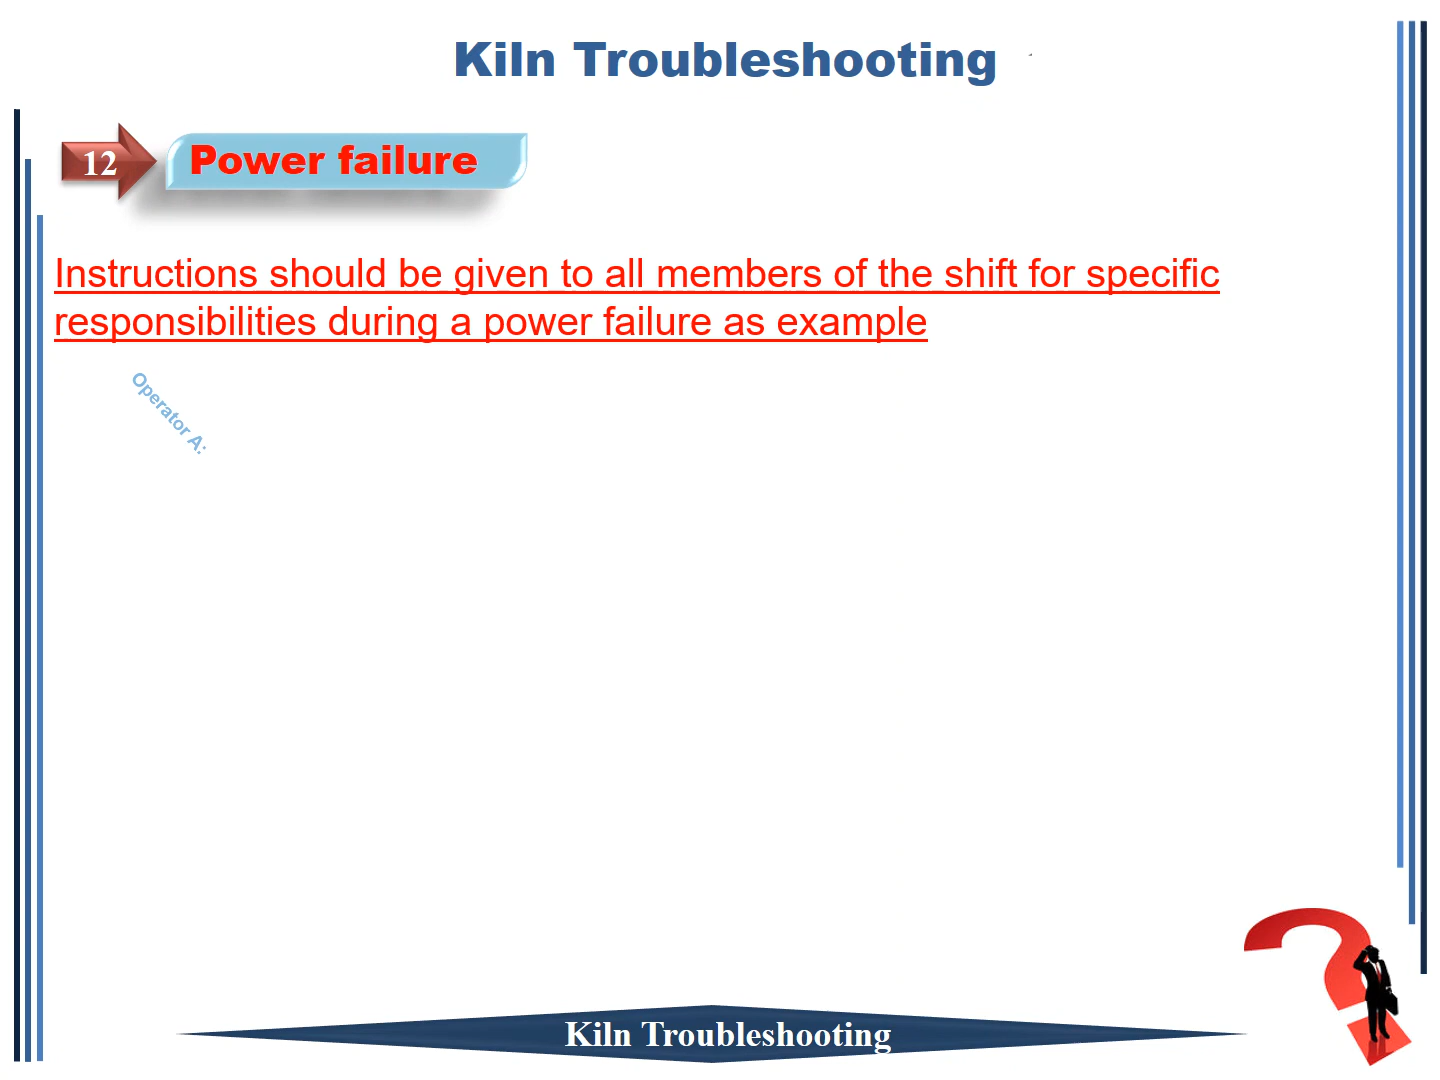 Kiln Troubleshooting
12
Power failure
Instructions should be given to all members of the shift for specific
responsibilities during a power failure as example
Operator A:
Kiln Troubleshooting